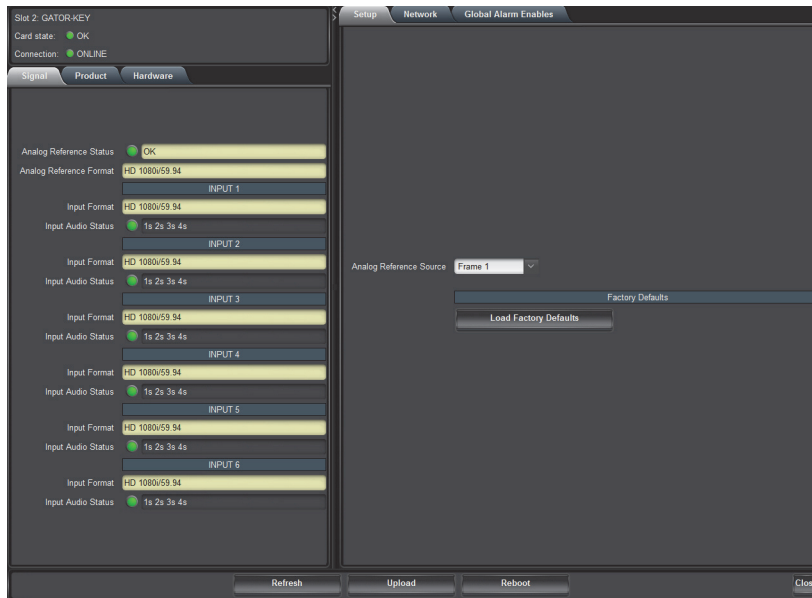 Slot 2: GATOR-KEY
Card state: OK
Connection: ONLINE
Signal Product Hardware
Analog Reference Status OK
Analog Reference Format HD 1080i/59.94
INPUT 1
Input Format HD 1080i/59.94
Input Audio Status 1s 2s 3s 4s
INPUT 2
Input Format HD 1080i/59.94
Input Audio Status 1s 2s 3s 4s
INPUT 3
Input Format HD 1080i/59.94
Input Audio Status 1s 2s 3s 4s
INPUT 4
Input Format HD 1080i/59.94
Input Audio Status 1s 2s 3s 4s
INPUT 5
Input Format HD 1080i/59.94
Input Audio Status 1s 2s 3s 4s
INPUT 6
Input Format HD 1080i/59.94
Input Audio Status 1s 2s 3s 4s
Setup Network Global Alarm Enables
Analog Reference Source Frame 1
Factory Defaults
Load Factory Defaults
Refresh Upload Reboot Clos